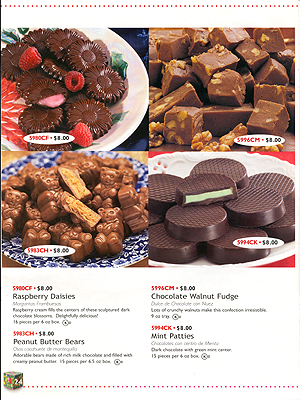 5980CF • $8.00
5996CM • $8.00
5983CH • $8.00
5994CK • $8.00
5980CF • $8.00
Raspberry Daisies
Margaritas Frambuesas
Raspberry cream fills the centers of these sculptured dark
chocolate blossoms. Delightfully delicious!
16 pieces per 6 oz box.
5983CH • $8.00
Peanut Butter Bears
Osos cacahuate de mantequilla
Adorable bears made of rich milk chocolate and filled with
creamy peanut butter. 15 pieces per 6.5 oz box.
5996CM • $8.00
Chocolate Walnut Fudge
Dulce de Chocolate con Nuez
Lots of crunchy walnuts make this confection irresistible.
9 oz tray.
5994CK • $8.00
Mint Patties
Chocolates con centro de Menta
Dark chocolate with green mint center.
15 pieces per 6 oz box.
24